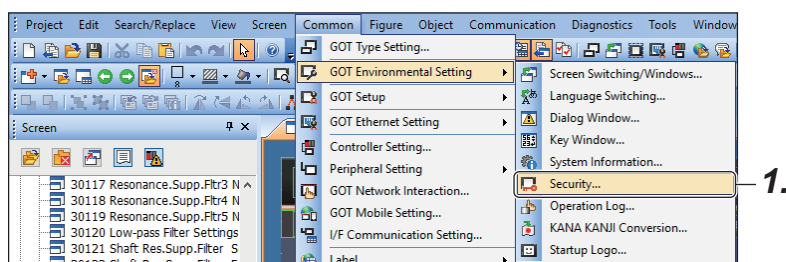 Project Edit Search/Replace View Screen Common Figure Object Communication Diagnostics Tools Window
GOT Type Setting...
GOT Environmental Setting
GOT Setup
GOT Ethernet Setting
Controller Setting...
Peripheral Setting
GOT Network Interaction...
GOT Mobile Setting...
I/F Communication Setting...
Label
Screen Switching/Windows...
Language Switching...
Dialog Window...
Key Window...
System Information...
Security...
Operation Log...
KANA KANJI Conversion...
Startup Logo...
1.
Screen
30117 Resonance.Supp.Fltr3 N
30118 Resonance.Supp.Fltr4 N
30119 Resonance.Supp.Fltr5 N
30120 Low-pass Filter Settings
30121 Shaft Res.Supp.Filter S